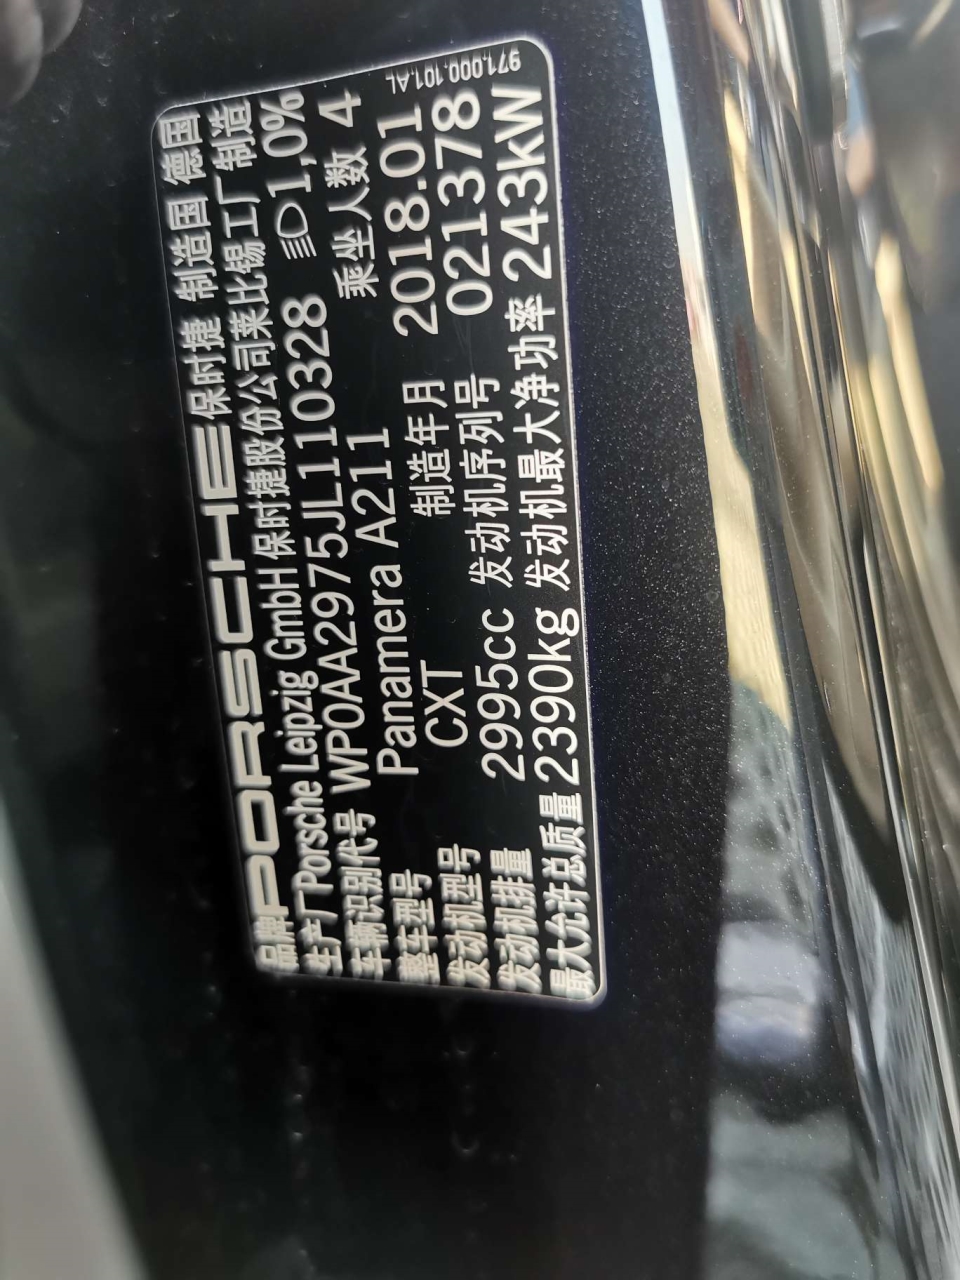 971.000.101.AL
品牌 PORSCHE 保时捷 制造国 德国
生产厂 Porsche Leipzig GmbH 保时捷股份公司莱比锡工厂制造
车辆识别代号 WP0AA2975JL110328 1,0%
整车型号 Panamera A211 乘坐人数 4
发动机型号 CXT 制造年月 2018.01
发动机排量 2995cc 发动机序列号 021378
最大允许总质量 2390kg 发动机最大净功率 243kW